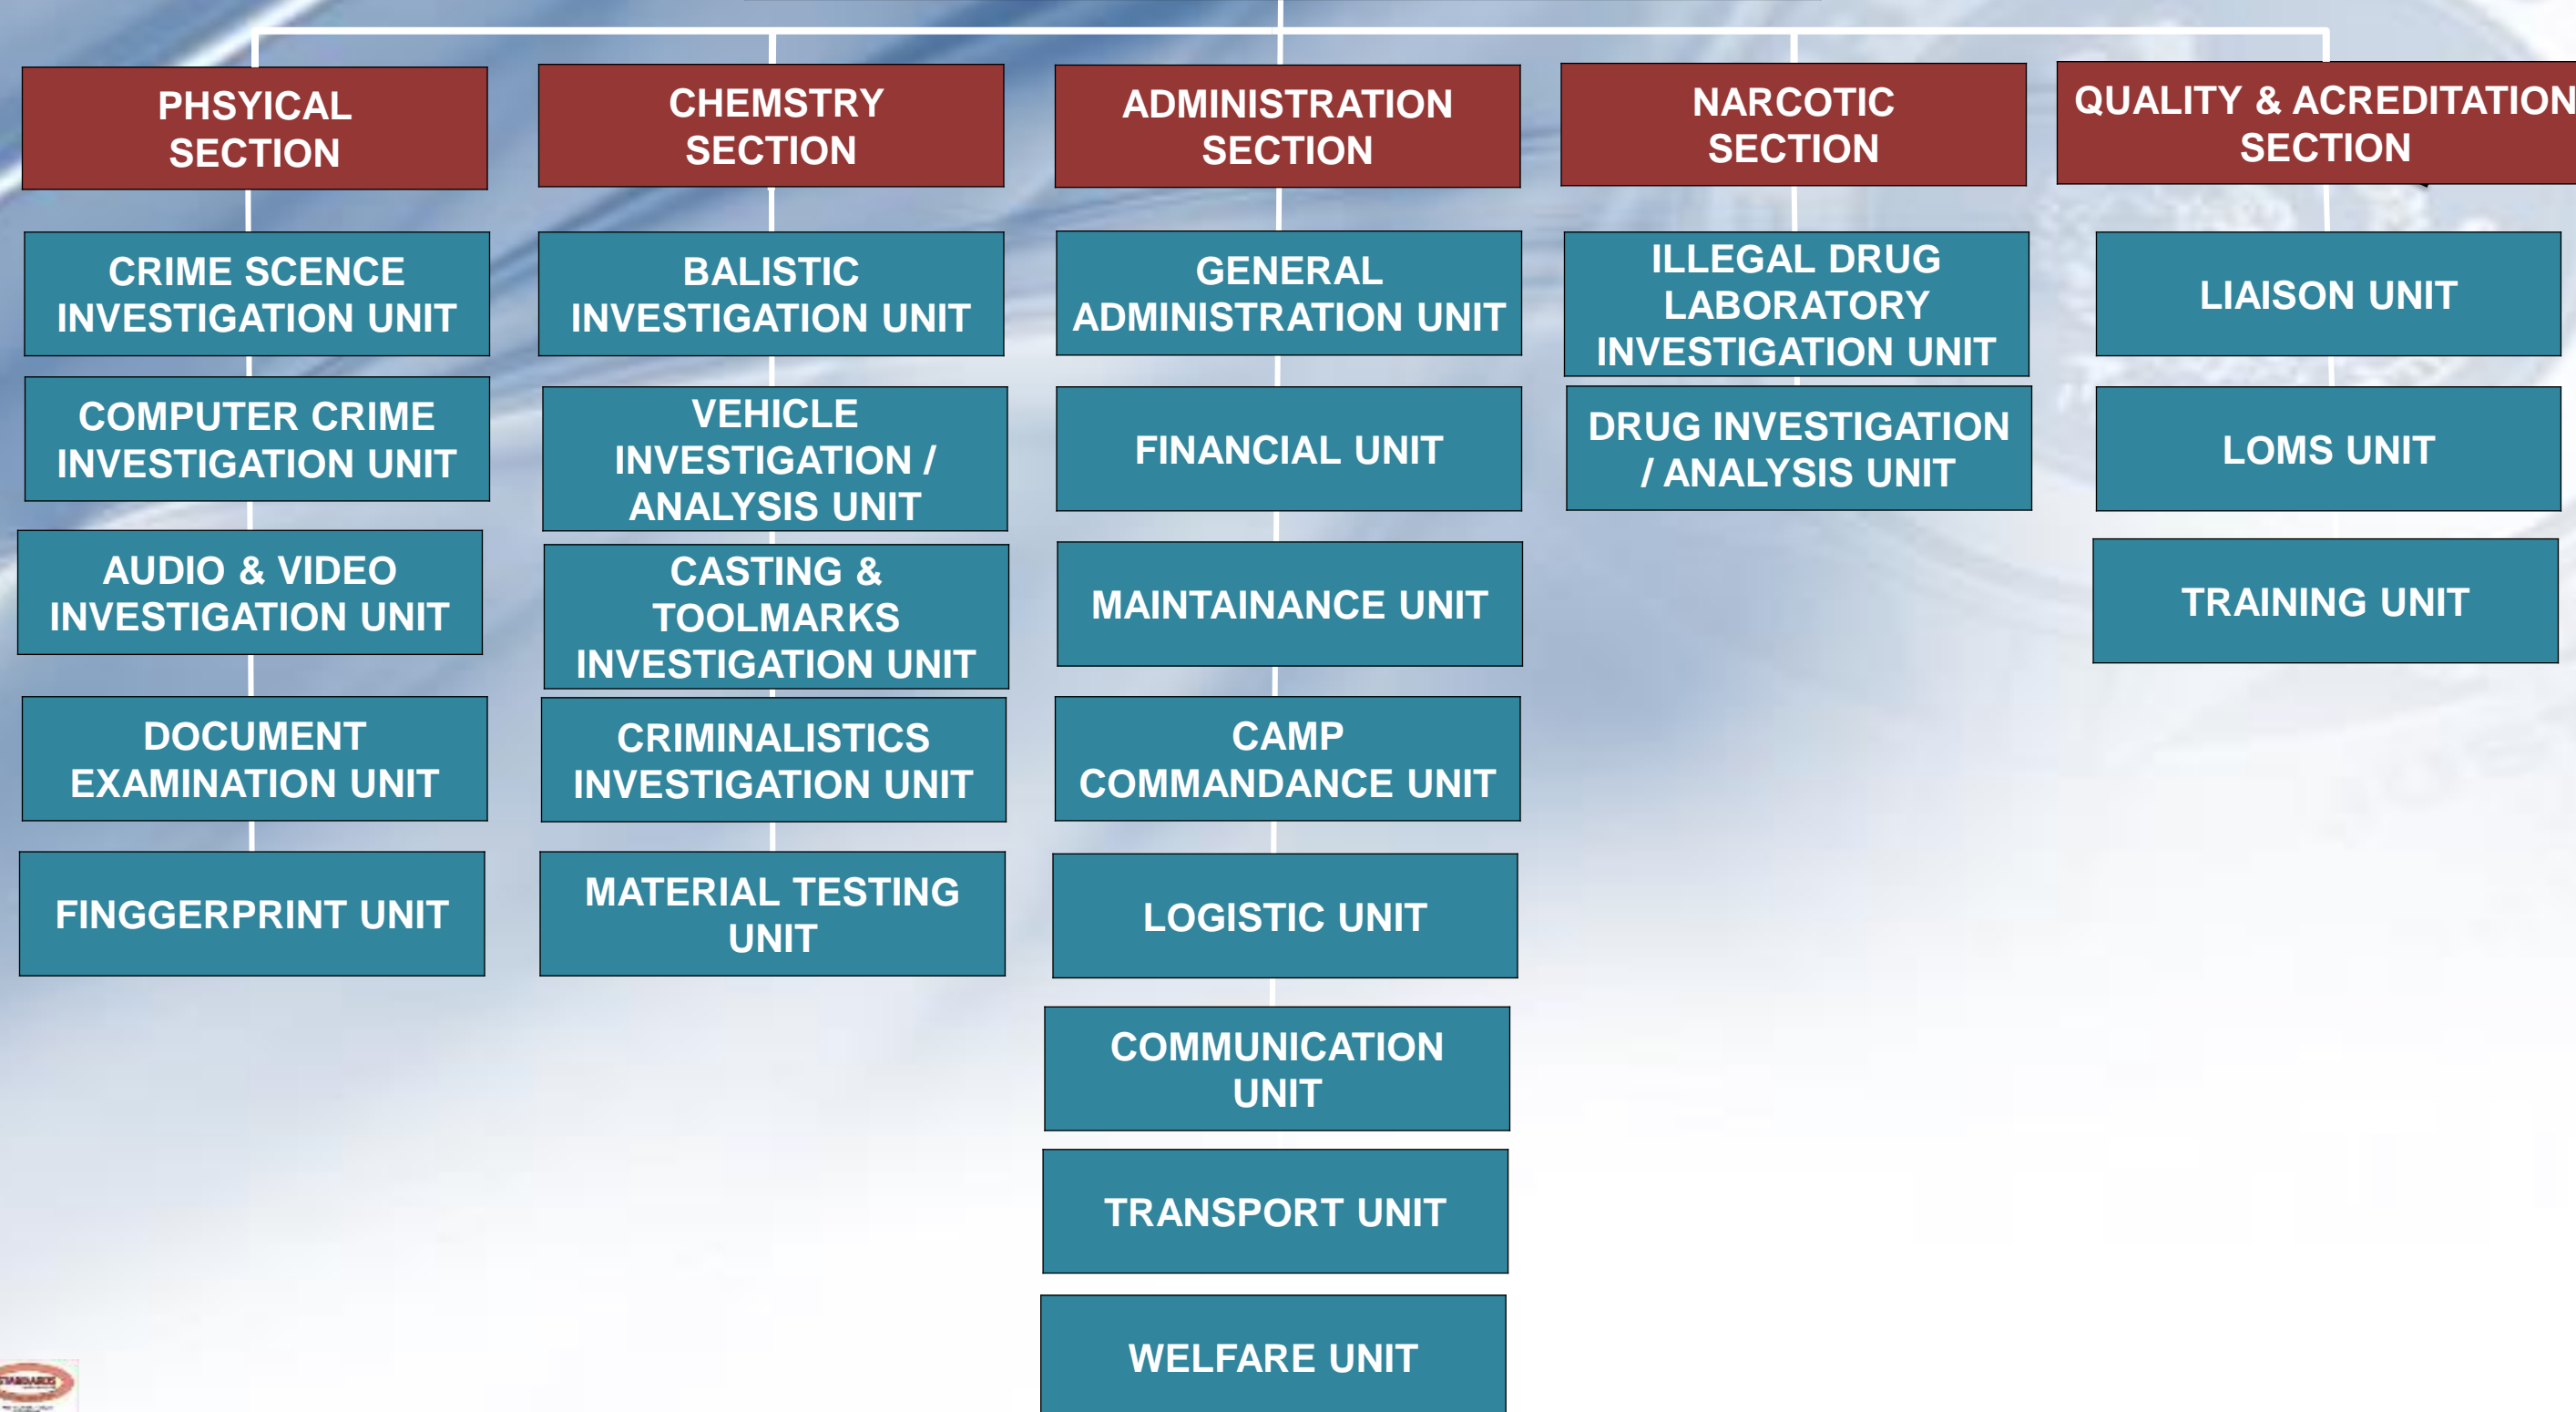 PHSYICAL
SECTION
CRIME SCENCE
INVESTIGATION UNIT
COMPUTER CRIME
INVESTIGATION UNIT
AUDIO & VIDEO
INVESTIGATION UNIT
DOCUMENT
EXAMINATION UNIT
FINGGERPRINT UNIT
CHEMSTRY
SECTION
BALISTIC
INVESTIGATION UNIT
VEHICLE
INVESTIGATION /
ANALYSIS UNIT
CASTING &
TOOLMARKS
INVESTIGATION UNIT
CRIMINALISTICS
INVESTIGATION UNIT
MATERIAL TESTING
UNIT
ADMINISTRATION
SECTION
GENERAL
ADMINISTRATION UNIT
FINANCIAL UNIT
MAINTAINANCE UNIT
CAMP
COMMANDANCE UNIT
LOGISTIC UNIT
COMMUNICATION
UNIT
TRANSPORT UNIT
WELFARE UNIT
NARCOTIC
SECTION
ILLEGAL DRUG
LABORATORY
INVESTIGATION UNIT
DRUG INVESTIGATION
/ ANALYSIS UNIT
QUALITY & ACREDITATION
SECTION
LIAISON UNIT
LOMS UNIT
TRAINING UNIT
STANDARDS